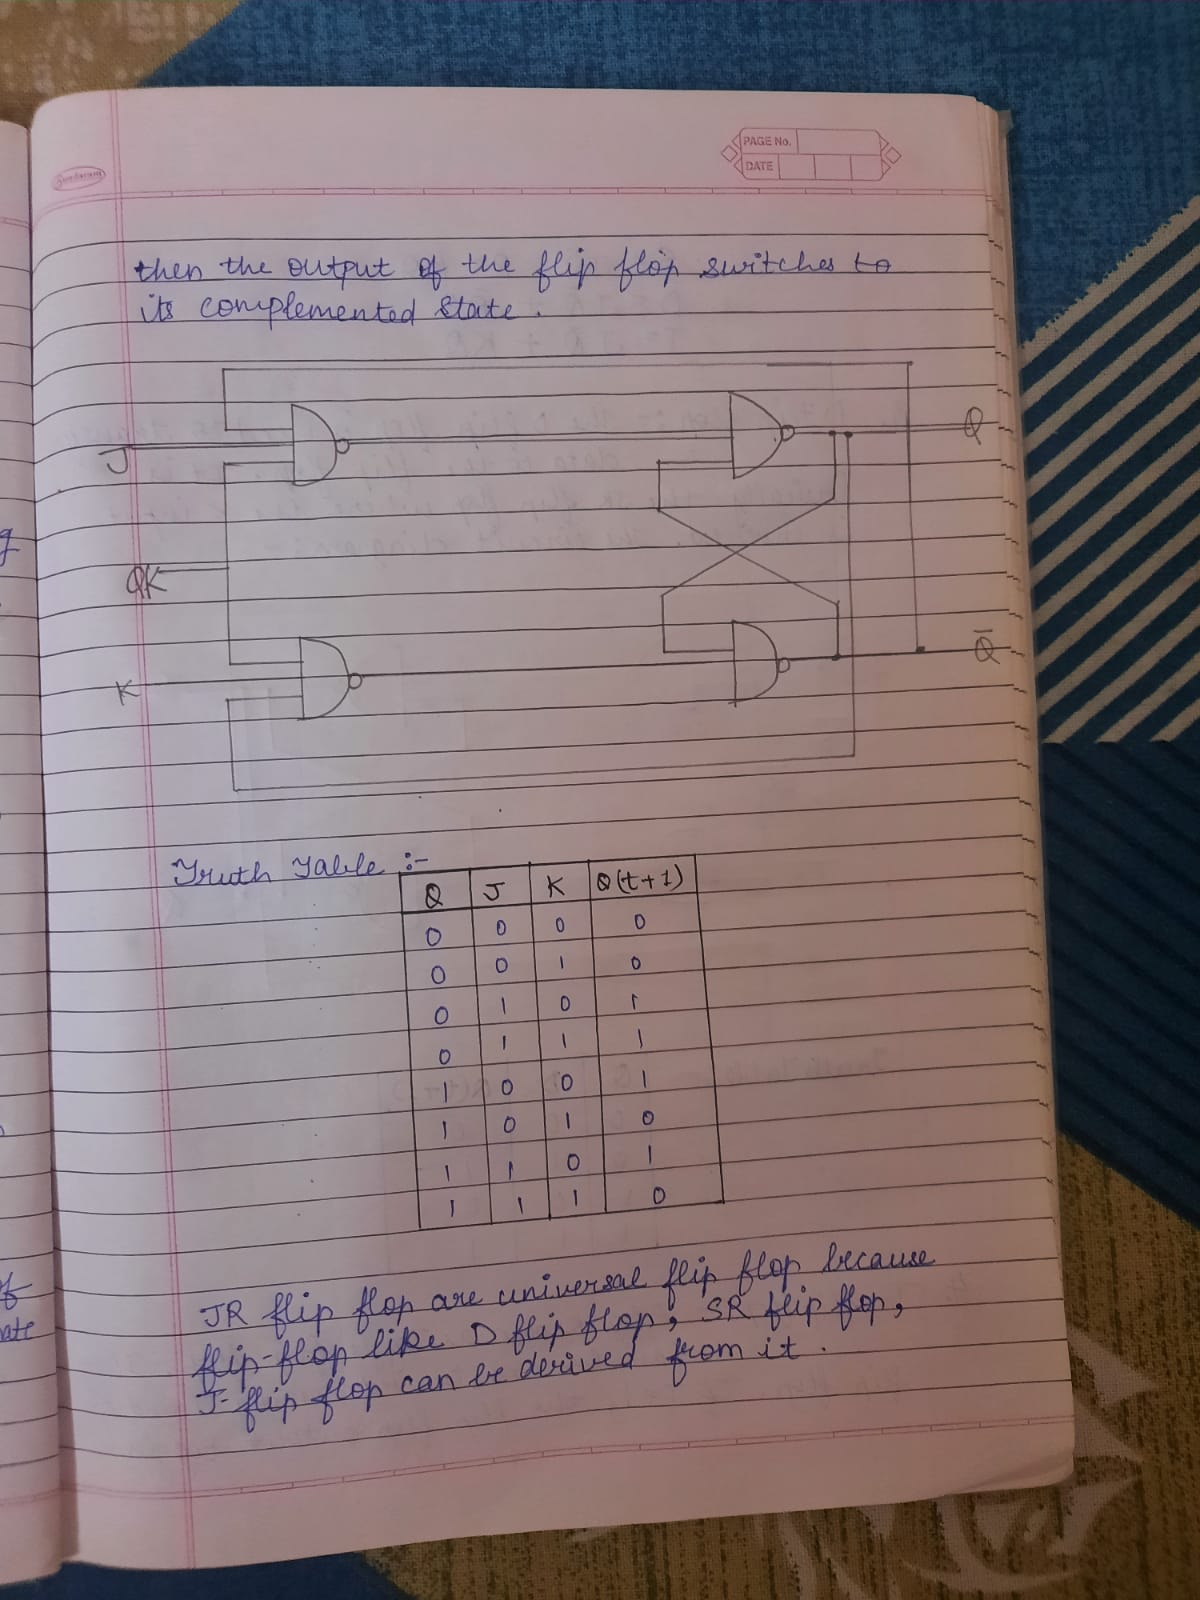 Sundaram
PAGE No.
DATE
then the output of the flip flop switches to
its complemented state.
J
Q
QK
K
Q̄
Truth Table :-
Q J K Q(t+1)
0 0 0 0
0 0 1 0
0 1 0 1
0 1 1 1
1 0 0 1
1 0 1 0
1 1 0 1
1 1 1 0
JR flip flop are universal flip flop because
flip-flop like D flip flop, SR flip flop,
J-flip flop can be derived from it.